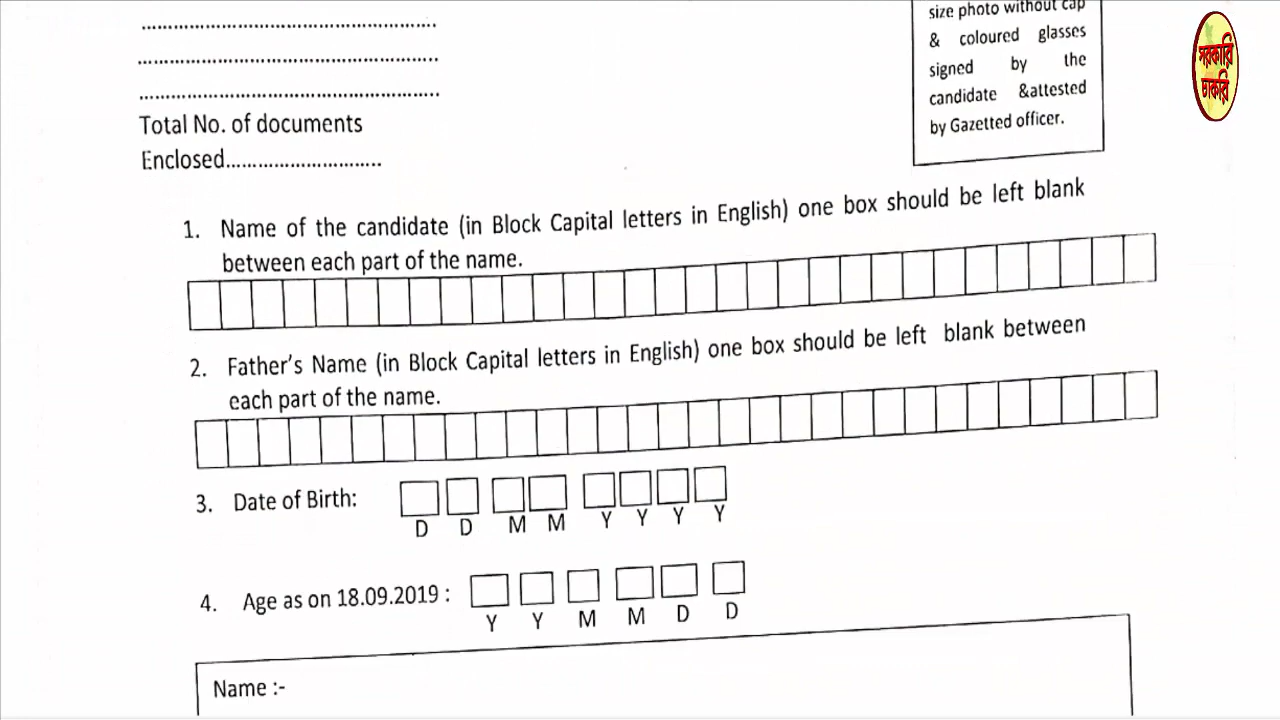 ..........................................................
..........................................................
..........................................................
Total No. of documents
Enclosed.............................
size photo without cap
& coloured glasses
signed by the
candidate &attested
by Gazetted officer.
সরকারি
চাকরি
1. Name of the candidate (in Block Capital letters in English) one box should be left blank
between each part of the name.
2. Father's Name (in Block Capital letters in English) one box should be left blank between
each part of the name.
3. Date of Birth:
D D M M Y Y Y Y
4. Age as on 18.09.2019 :
Y Y M M D D
Name :-